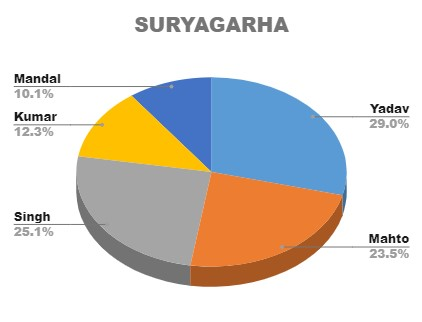 SURYAGARHA
Mandal
10.1%
Kumar
12.3%
Singh
25.1%
Yadav
29.0%
Mahto
23.5%